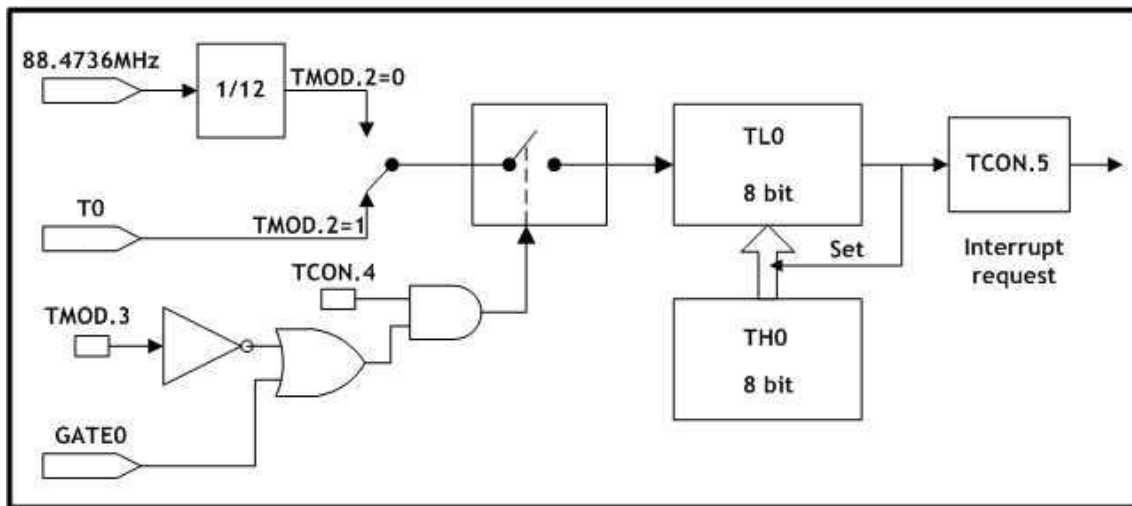 88.4736MHz
1/12
TMOD.2=0
TL0
8 bit
TCON.5
T0
TMOD.2=1
Set
Interrupt
request
TCON.4
TMOD.3
TH0
8 bit
GATE0